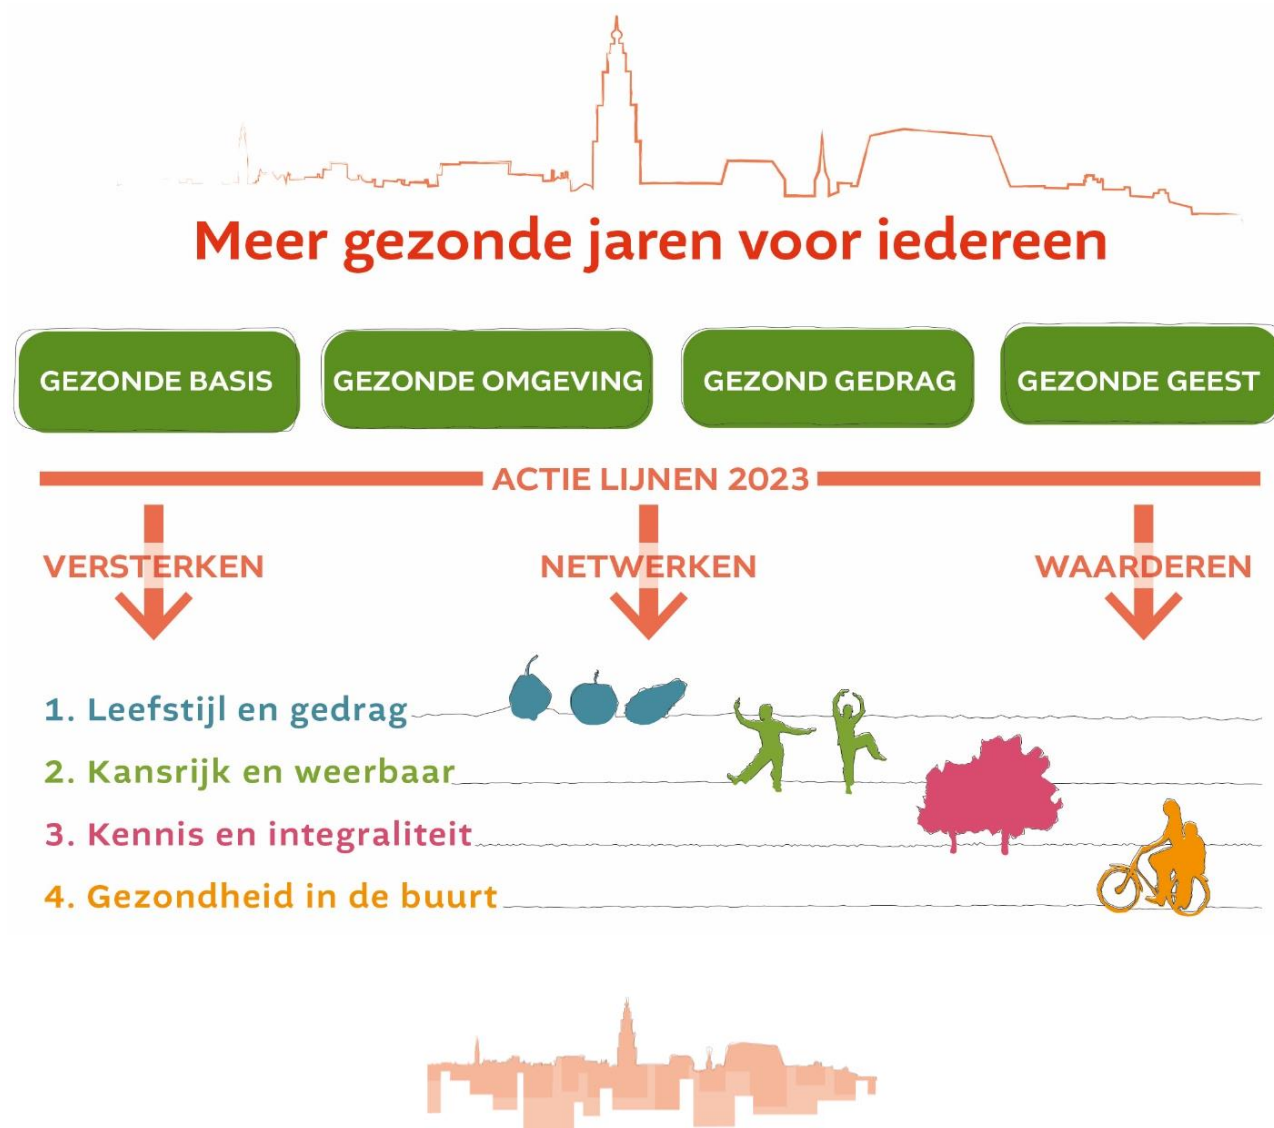 Meer gezonde jaren voor iedereen
GEZONDE BASIS
GEZONDE OMGEVING
GEZOND GEDRAG
GEZONDE GEEST
ACTIE LIJNEN 2023
VERSTERKEN
NETWERKEN
WAARDEREN
1. Leefstijl en gedrag
2. Kansrijk en weerbaar
3. Kennis en integraliteit
4. Gezondheid in de buurt